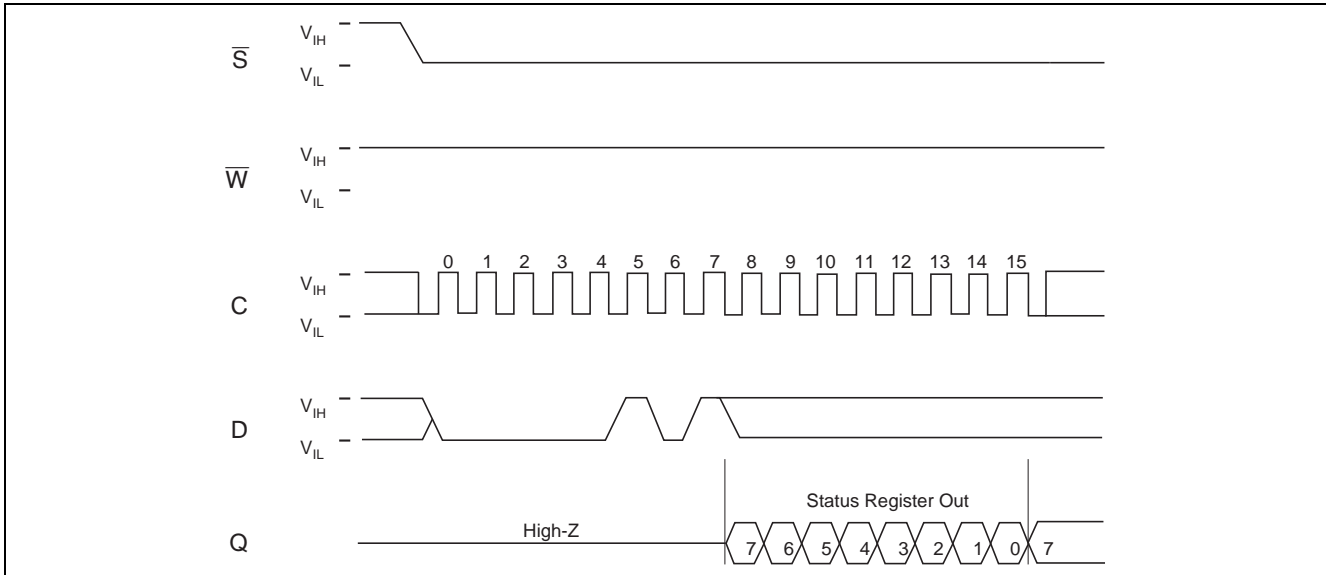 S̅
V_IH
V_IL
W̅
V_IH
V_IL
C
V_IH
V_IL
0 1 2 3 4 5 6 7 8 9 10 11 12 13 14 15
D
V_IH
V_IL
Q
High-Z
Status Register Out
7 6 5 4 3 2 1 0 7